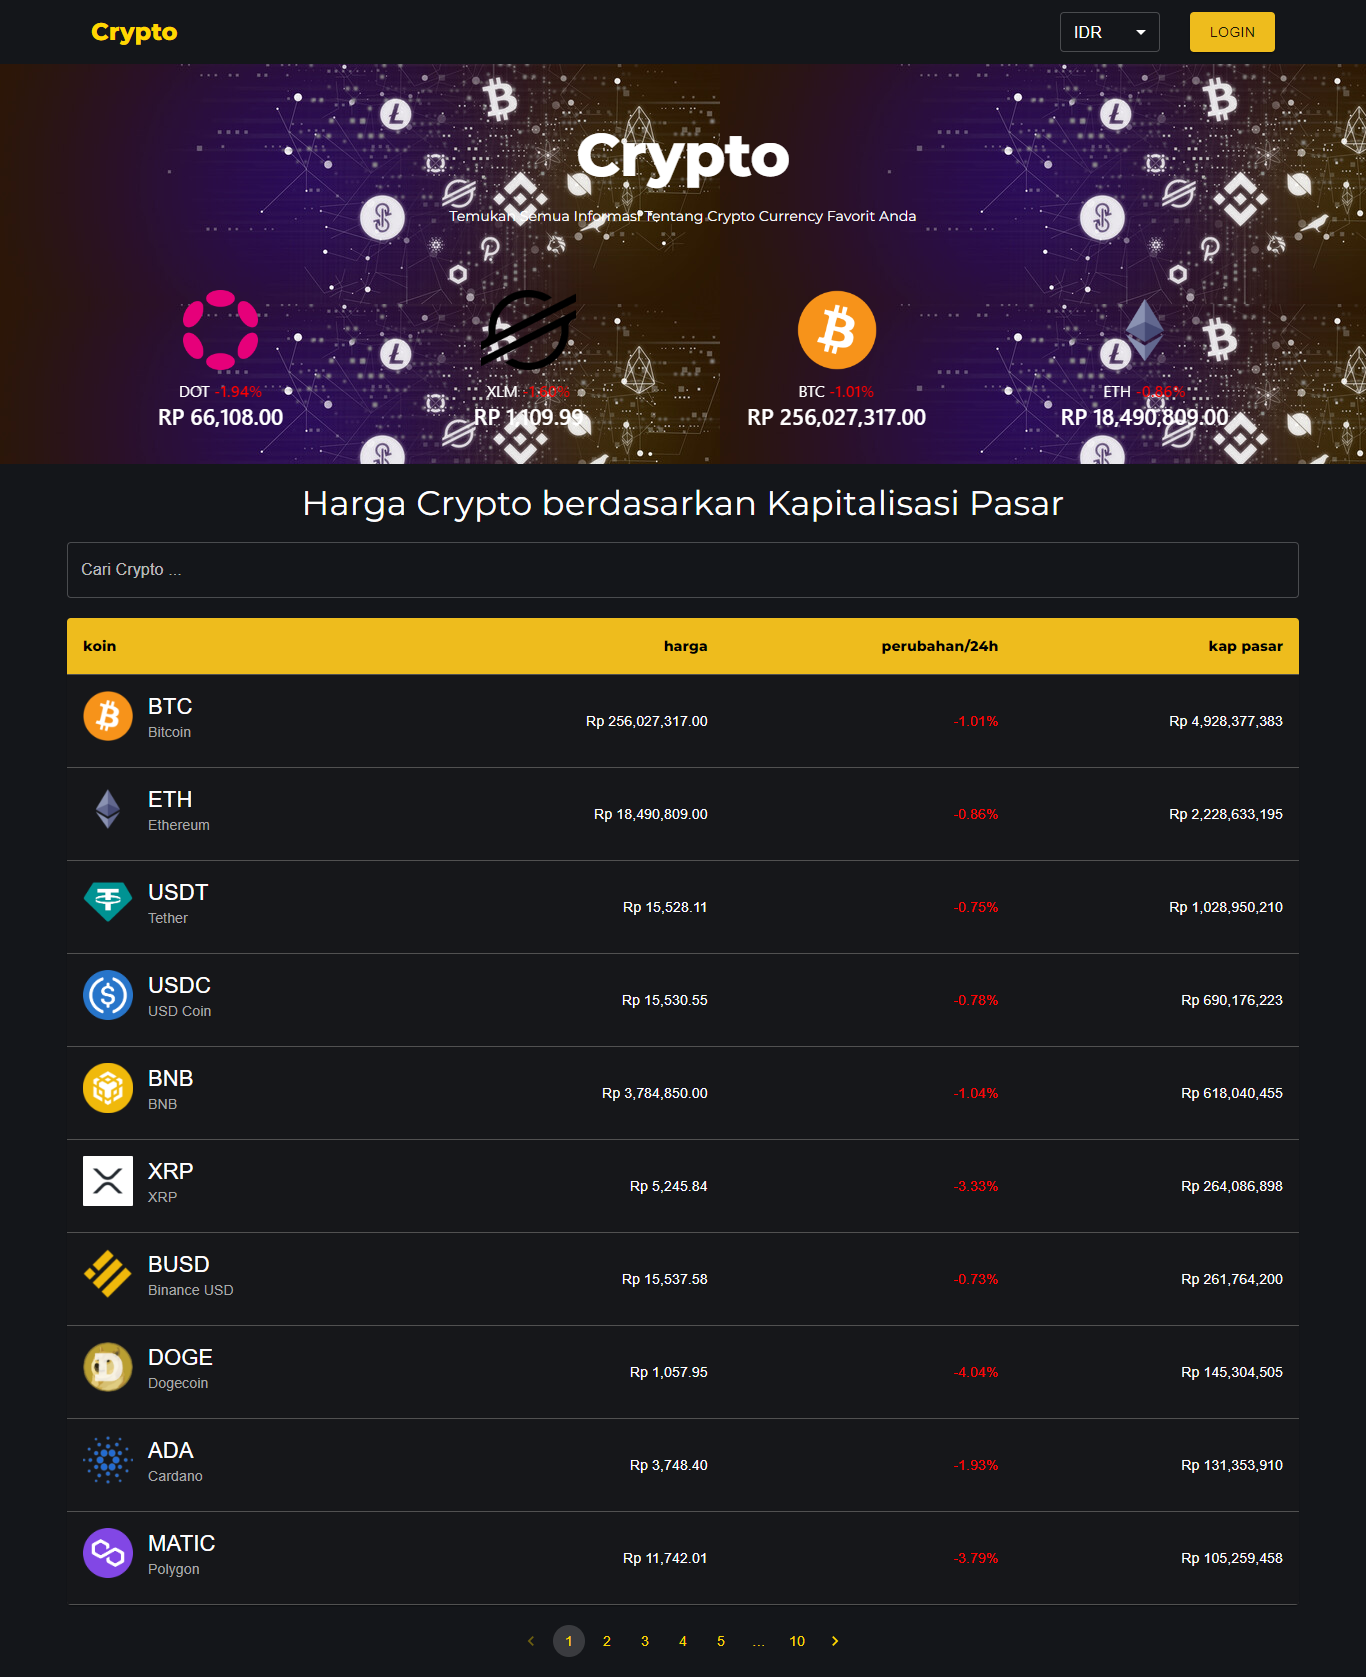 Crypto
IDR
LOGIN
Crypto
Temukan Semua Informasi Tentang Crypto Currency Favorit Anda
DOT -1.94%
RP 66,108.00
XLM -1.60%
RP 1,109.99
BTC -1.01%
RP 256,027,317.00
ETH -0.86%
RP 18,490,809.00
Harga Crypto berdasarkan Kapitalisasi Pasar
Cari Crypto ...
koin harga perubahan/24h kap pasar
BTC
Bitcoin
Rp 256,027,317.00 -1.01% Rp 4,928,377,383
ETH
Ethereum
Rp 18,490,809.00 -0.86% Rp 2,228,633,195
USDT
Tether
Rp 15,528.11 -0.75% Rp 1,028,950,210
USDC
USD Coin
Rp 15,530.55 -0.78% Rp 690,176,223
BNB
BNB
Rp 3,784,850.00 -1.04% Rp 618,040,455
XRP
XRP
Rp 5,245.84 -3.33% Rp 264,086,898
BUSD
Binance USD
Rp 15,537.58 -0.73% Rp 261,764,200
DOGE
Dogecoin
Rp 1,057.95 -4.04% Rp 145,304,505
ADA
Cardano
Rp 3,748.40 -1.93% Rp 131,353,910
MATIC
Polygon
Rp 11,742.01 -3.79% Rp 105,259,458
1 2 3 4 5 ... 10